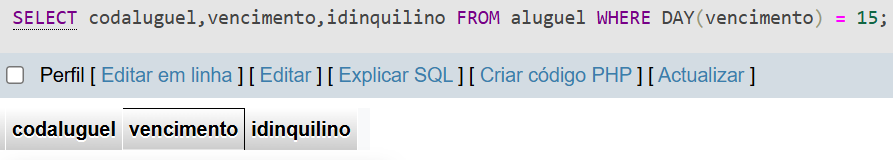 SELECT codaluguel,vencimento,idinquilino FROM aluguel WHERE DAY(vencimento) = 15;
Perfil [ Editar em linha ] [ Editar ] [ Explicar SQL ] [ Criar código PHP ] [ Actualizar ]
codaluguel vencimento idinquilino